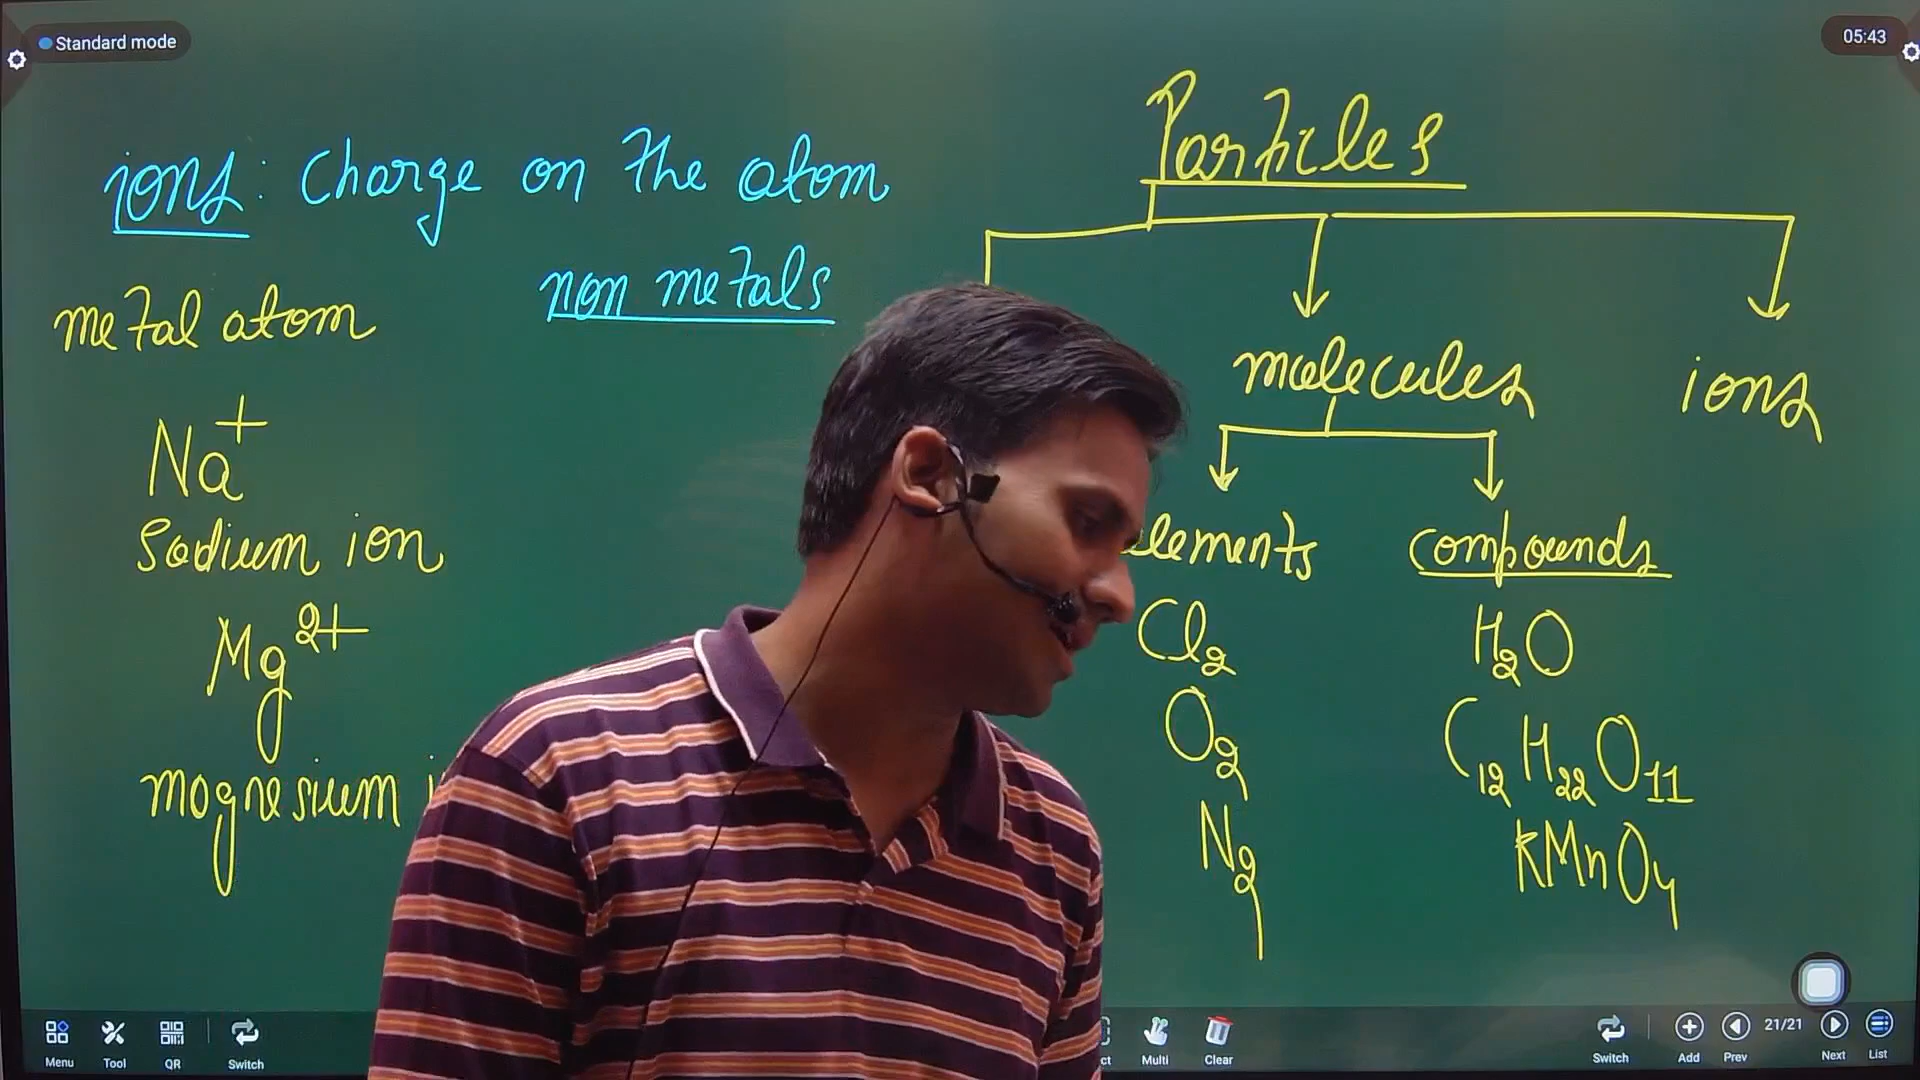 Standard mode
05:43
ions: Charge on the atom
non metals
metal atom
Na+
Sodium ion
Mg2+
mognesium
Particles
molecules
ions
elements
compounds
Cl2
H2O
O2
C12H22O11
N2
KMnO4
Menu
Tool
QR
Switch
Multi
Clear
Switch
Add
Prev
21/21
Next
List